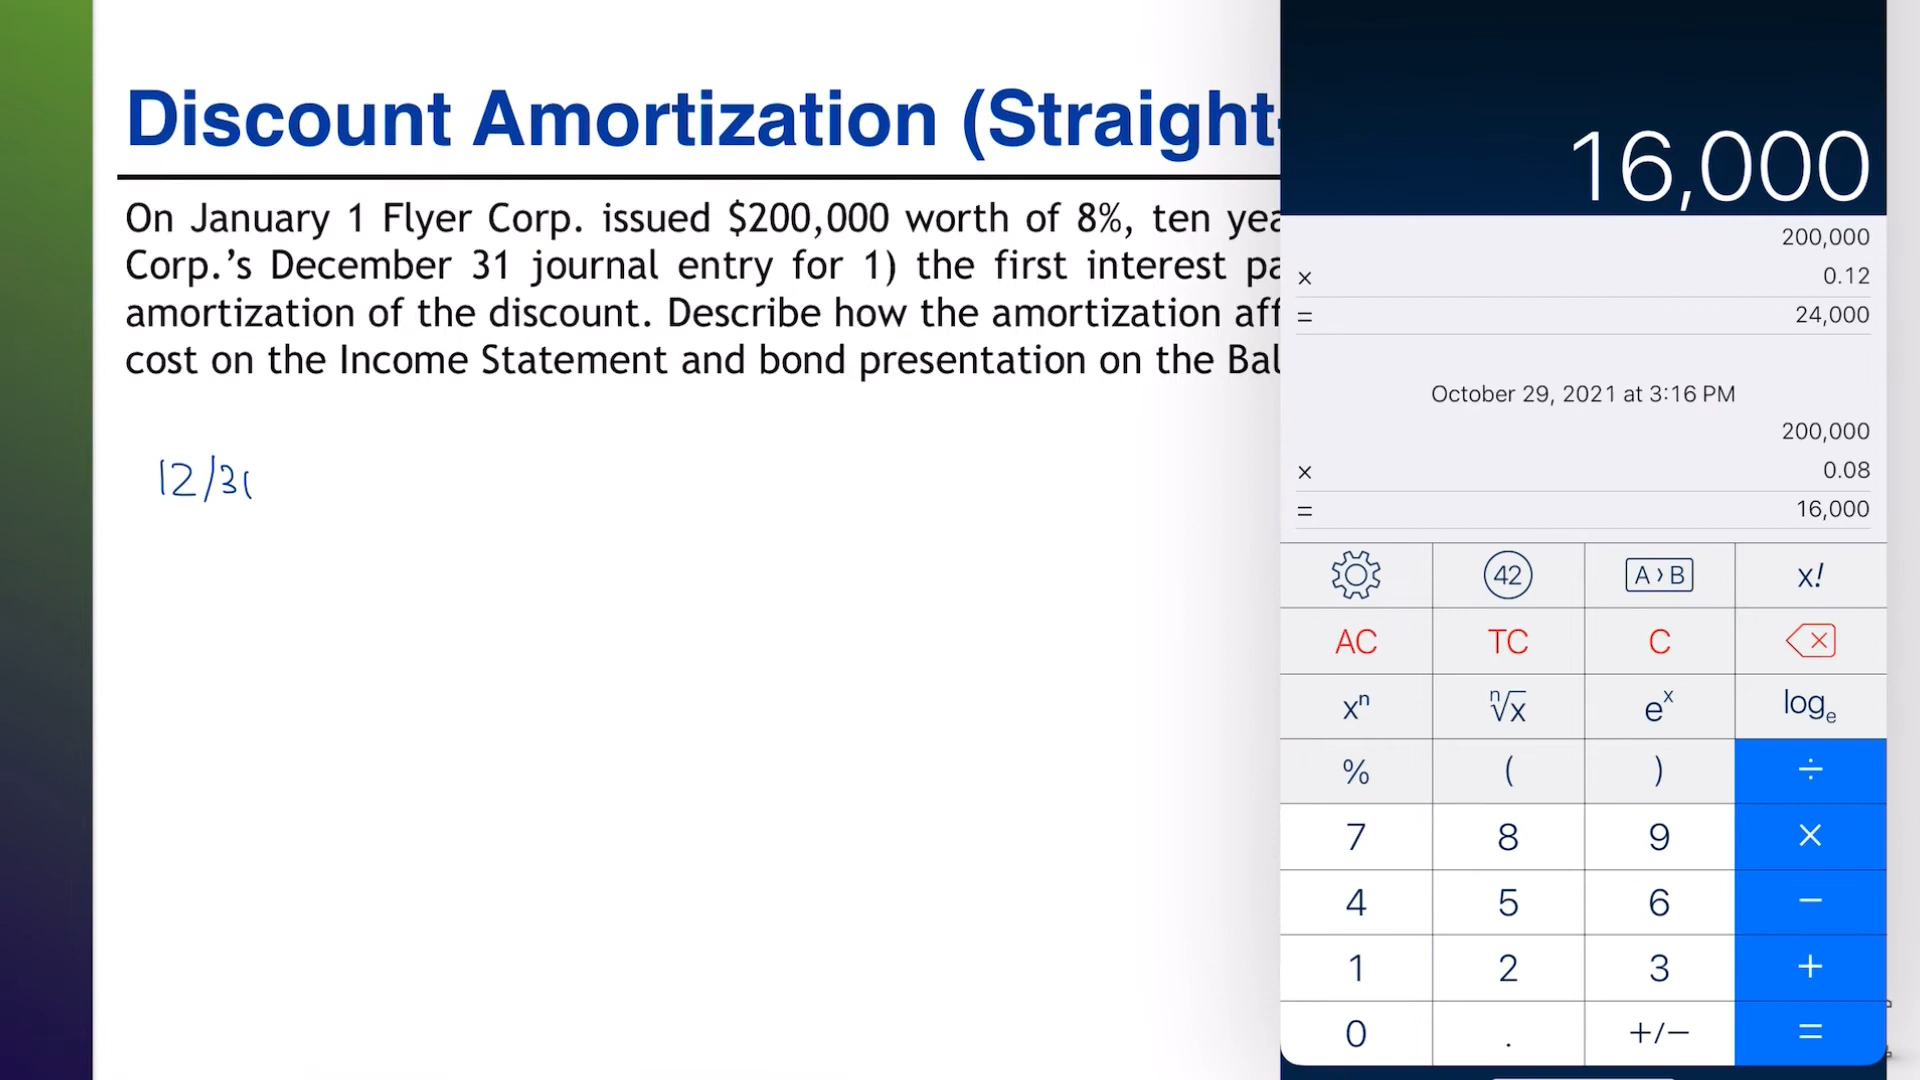 Discount Amortization (Straight-
On January 1 Flyer Corp. issued $200,000 worth of 8%, ten yea
Corp.’s December 31 journal entry for 1) the first interest pa
amortization of the discount. Describe how the amortization aff
cost on the Income Statement and bond presentation on the Bal
12/31
16,000
200,000
× 0.12
= 24,000
October 29, 2021 at 3:16 PM
200,000
× 0.08
= 16,000
42 A›B x!
AC TC C
xⁿ ⁿ√x eˣ logₑ
% ( ) ÷
7 8 9 ×
4 5 6 −
1 2 3 +
0 . +/− =